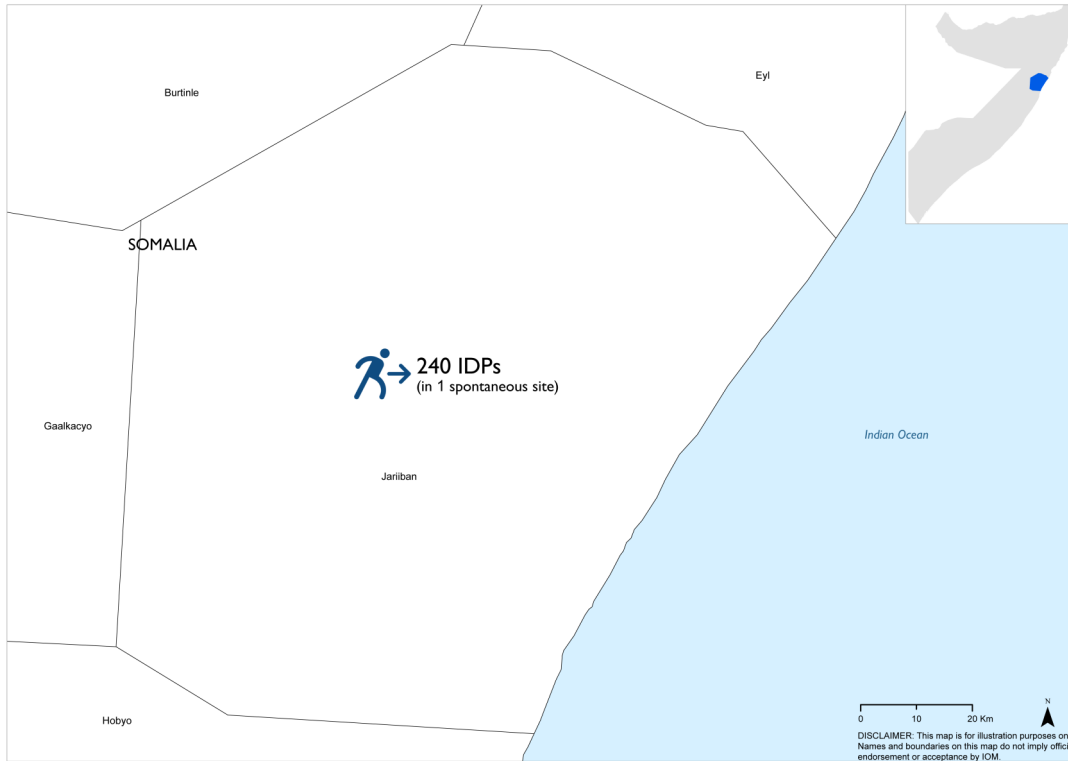 Burtinle
Eyl
SOMALIA
240 IDPs
(in 1 spontaneous site)
Gaalkacyo
Indian Ocean
Jariiban
Hobyo
N
0 10 20 Km
DISCLAIMER: This map is for illustration purposes on
Names and boundaries on this map do not imply offici
endorsement or acceptance by IOM.